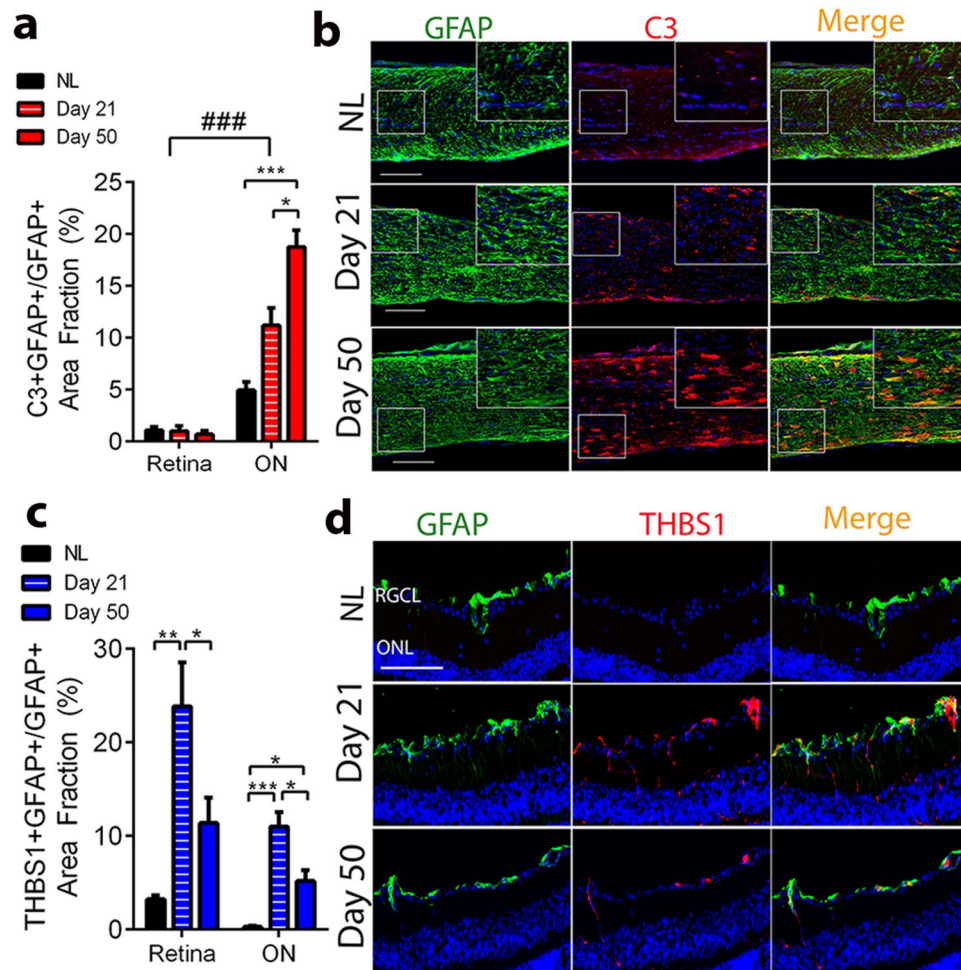 a
NL
Day 21
Day 50
###
***
*
C3+GFAP+/GFAP+
Area Fraction (%)
25
20
15
10
5
0
Retina ON
b
GFAP C3 Merge
NL
Day 21
Day 50
c
NL
Day 21
Day 50
** *
*
*** *
THBS1+GFAP+/GFAP+
Area Fraction (%)
30
20
10
0
Retina ON
d
GFAP THBS1 Merge
NL
RGCL
ONL
Day 21
Day 50